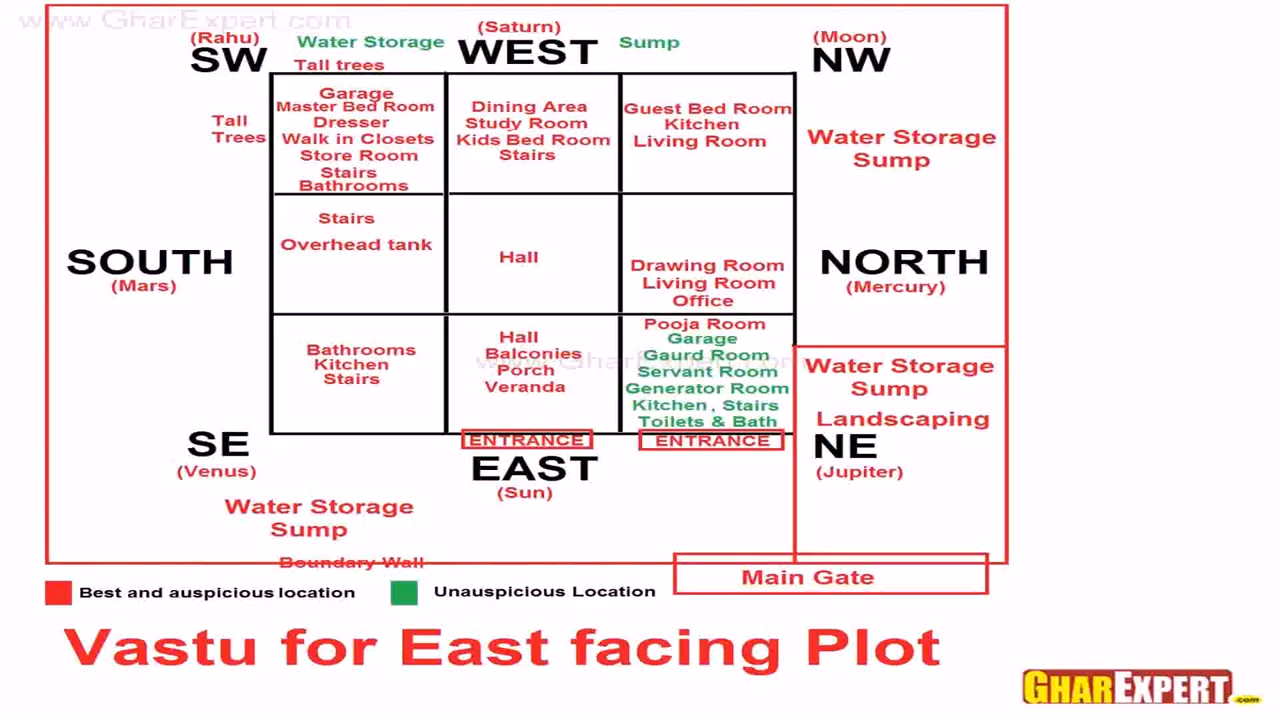 www.GharExpert.com
(Rahu)
SW
Water Storage
(Saturn)
WEST
Sump
(Moon)
NW
Tall trees
Tall
Trees
Garage
Master Bed Room
Dresser
Walk in Closets
Store Room
Stairs
Bathrooms
Dining Area
Study Room
Kids Bed Room
Stairs
Guest Bed Room
Kitchen
Living Room
Water Storage
Sump
SOUTH
(Mars)
Stairs
Overhead tank
Hall
Drawing Room
Living Room
Office
NORTH
(Mercury)
Bathrooms
Kitchen
Stairs
Hall
Balconies
Porch
Veranda
www.GharExpert.com
Pooja Room
Garage
Gaurd Room
Servant Room
Generator Room
Kitchen , Stairs
Toilets & Bath
Water Storage
Sump
Landscaping
SE
(Venus)
ENTRANCE
ENTRANCE
EAST
(Sun)
NE
(Jupiter)
Water Storage
Sump
Boundary Wall
Main Gate
Best and auspicious location
Unauspicious Location
Vastu for East facing Plot
GHAREXPERT.com